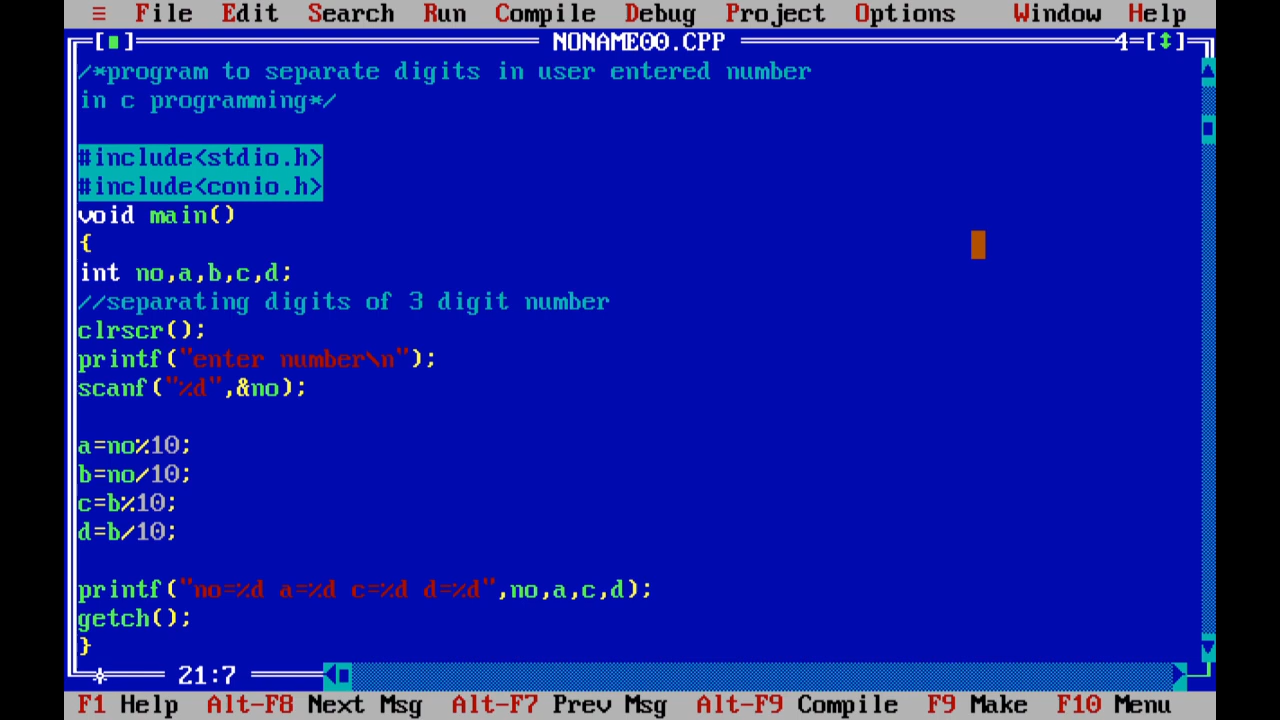 ≡ File Edit Search Run Compile Debug Project Options Window Help
[■] NONAME00.CPP 4=[↕]
/*program to separate digits in user entered number
in c programming*/
#include<stdio.h>
#include<conio.h>
void main()
{
int no,a,b,c,d;
//separating digits of 3 digit number
clrscr();
printf("enter number\n");
scanf("%d",&no);
a=no%10;
b=no/10;
c=b%10;
d=b/10;
printf("no=%d a=%d c=%d d=%d",no,a,c,d);
getch();
}
21:7
F1 Help Alt-F8 Next Msg Alt-F7 Prev Msg Alt-F9 Compile F9 Make F10 Menu